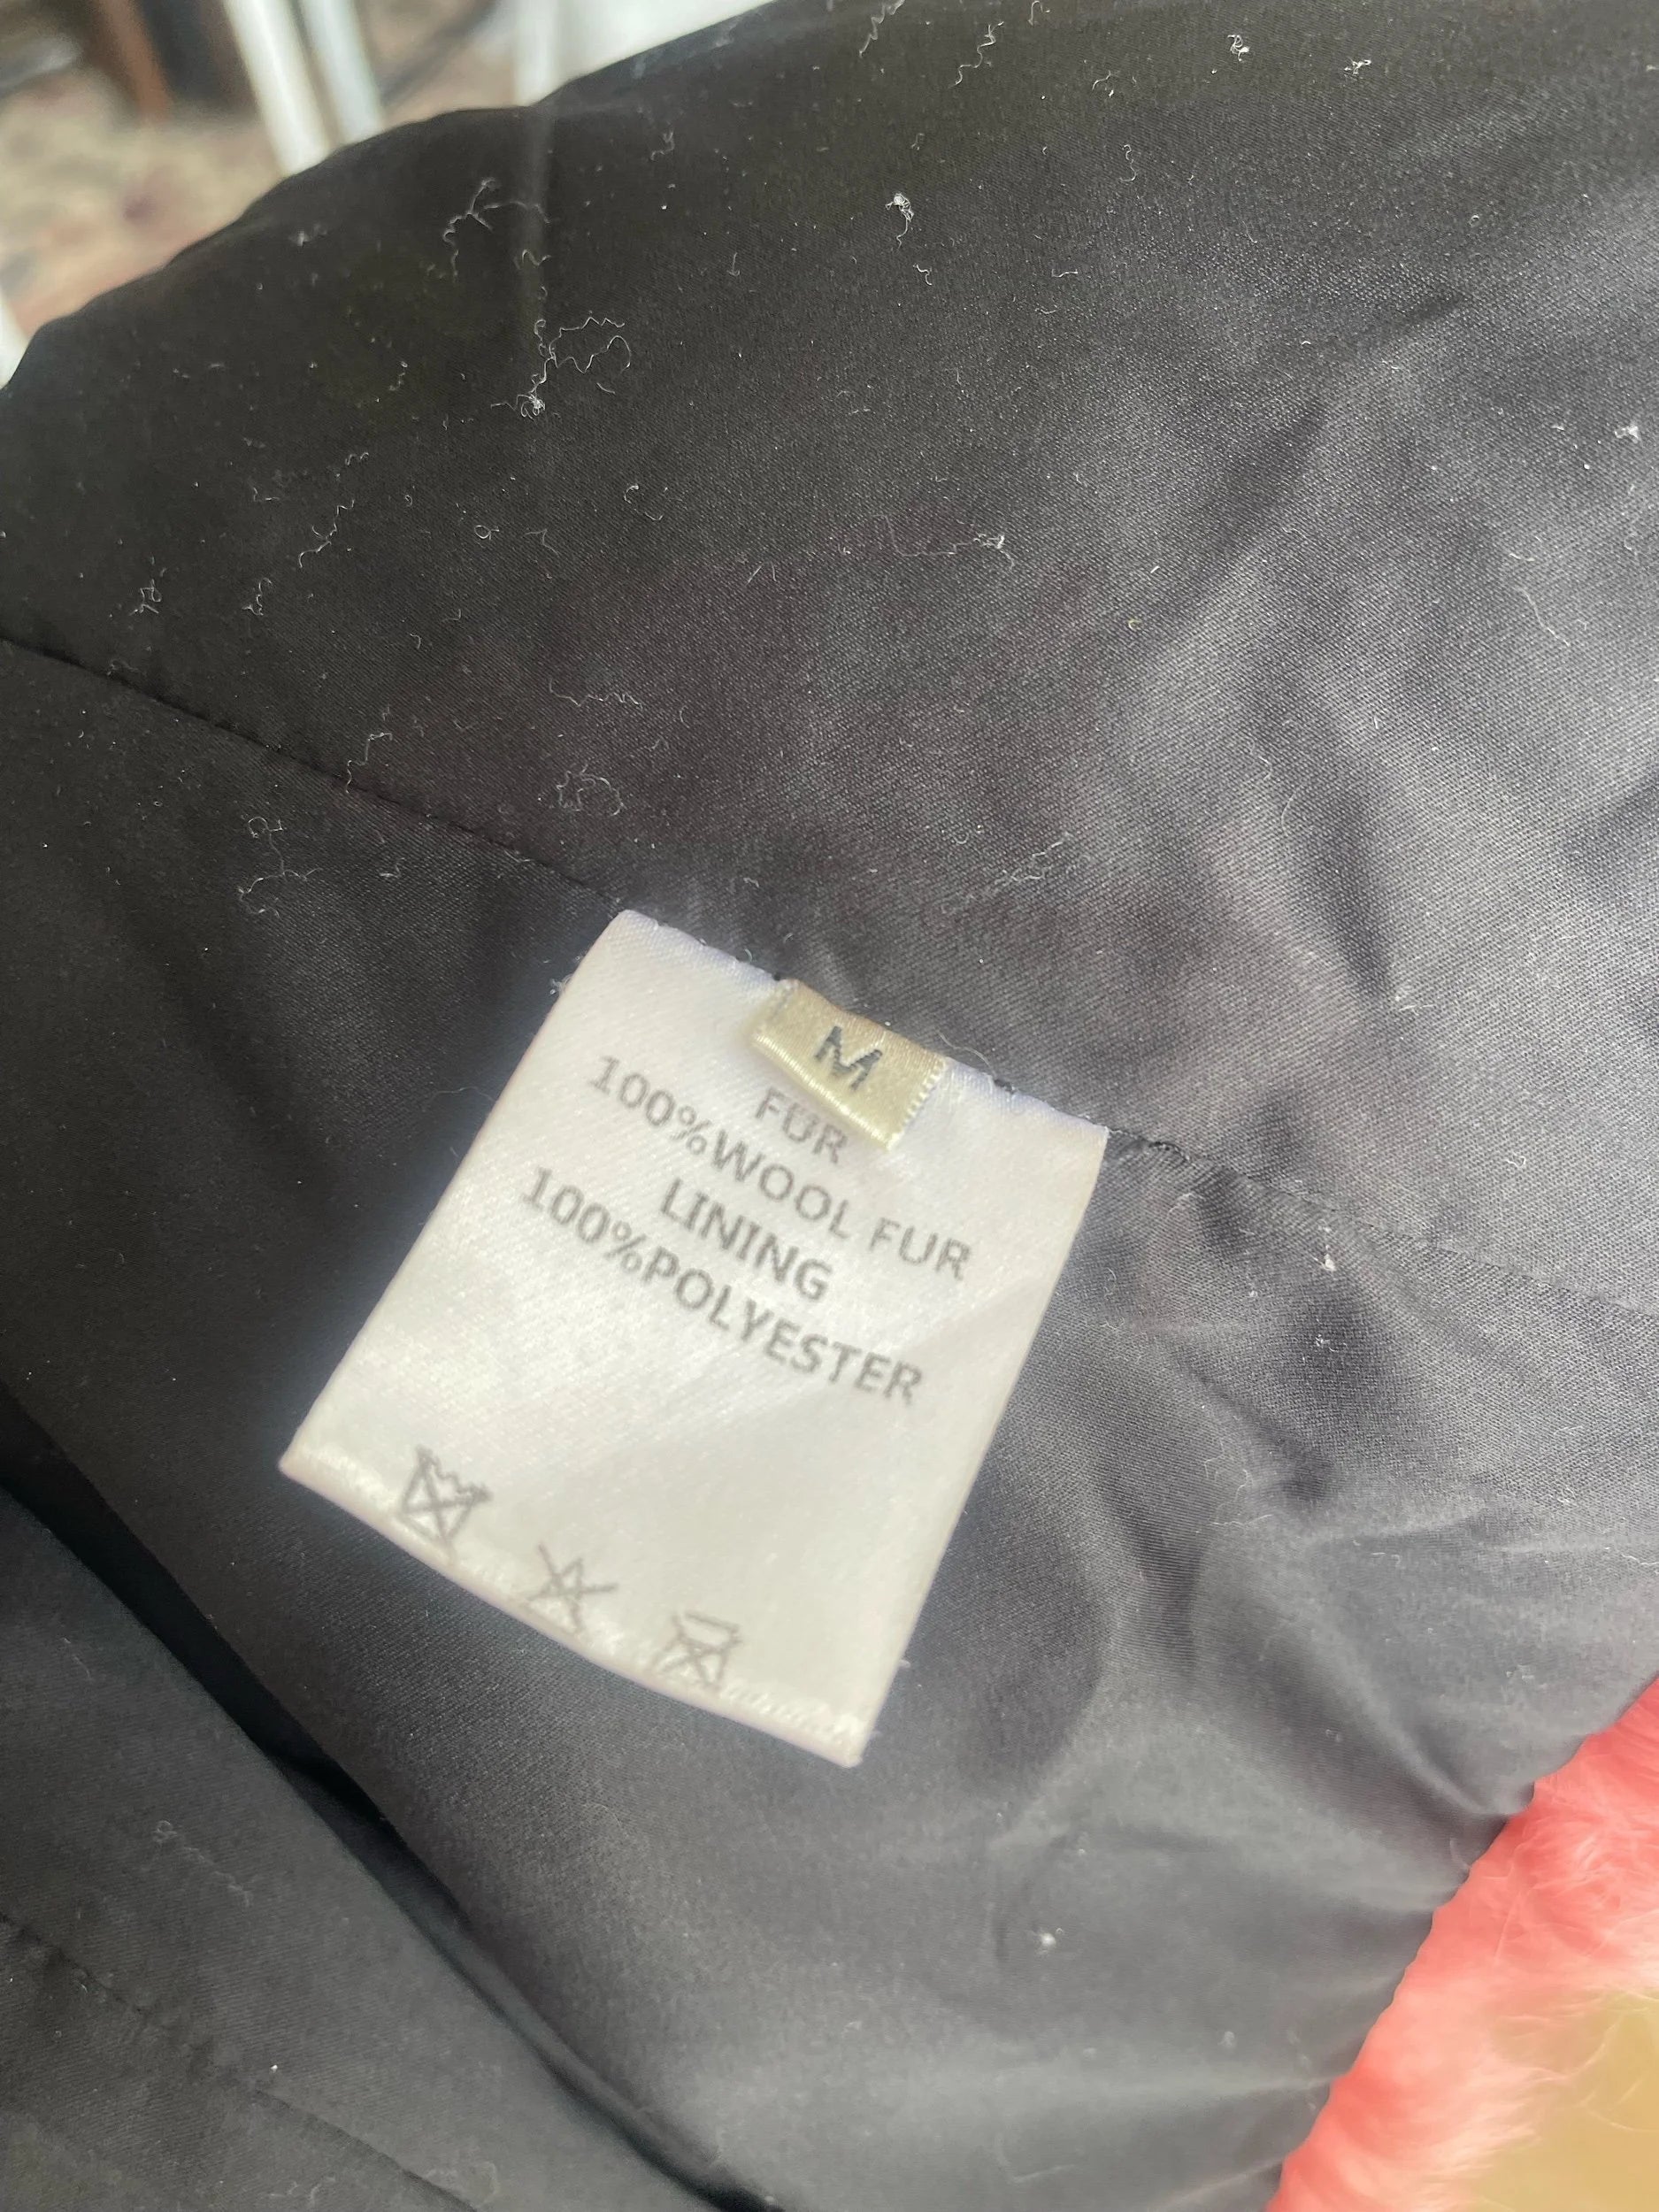 M
FUR
100%WOOL FUR
LINING
100%POLYESTER